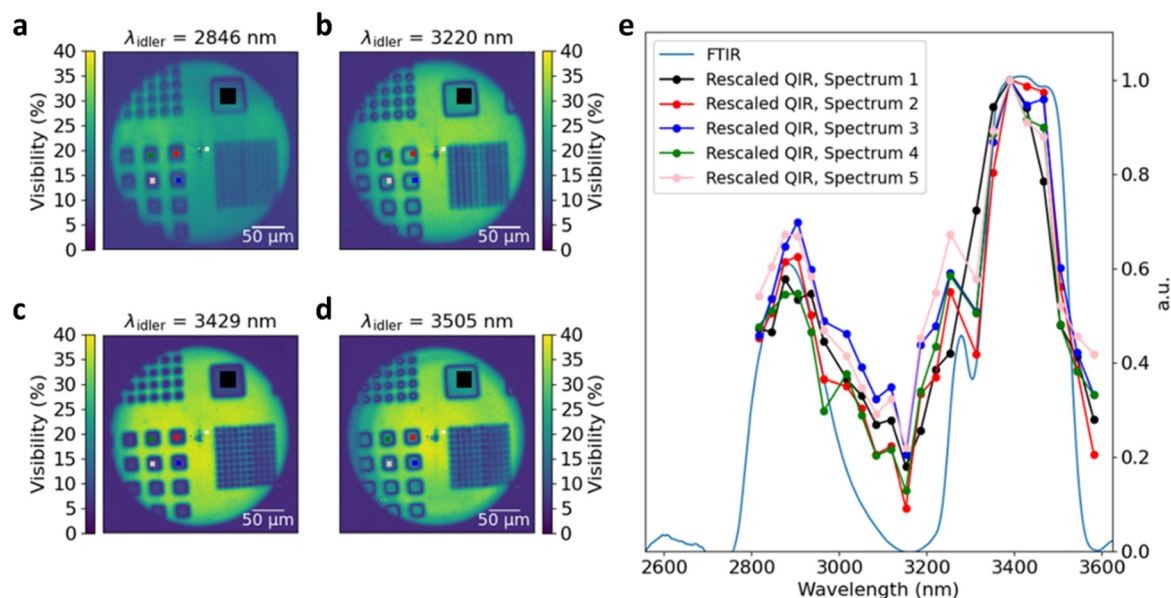 a
λidler = 2846 nm
40
35
30
25
20
15
10
5
0
Visibility (%)
50 μm
b
λidler = 3220 nm
40
35
30
25
20
15
10
5
0
Visibility (%)
50 μm
c
λidler = 3429 nm
40
35
30
25
20
15
10
5
0
Visibility (%)
50 μm
d
λidler = 3505 nm
40
35
30
25
20
15
10
5
0
Visibility (%)
50 μm
e
FTIR
Rescaled QIR, Spectrum 1
Rescaled QIR, Spectrum 2
Rescaled QIR, Spectrum 3
Rescaled QIR, Spectrum 4
Rescaled QIR, Spectrum 5
1.0
0.8
0.6
0.4
0.2
0.0
a.u.
2600 2800 3000 3200 3400 3600
Wavelength (nm)